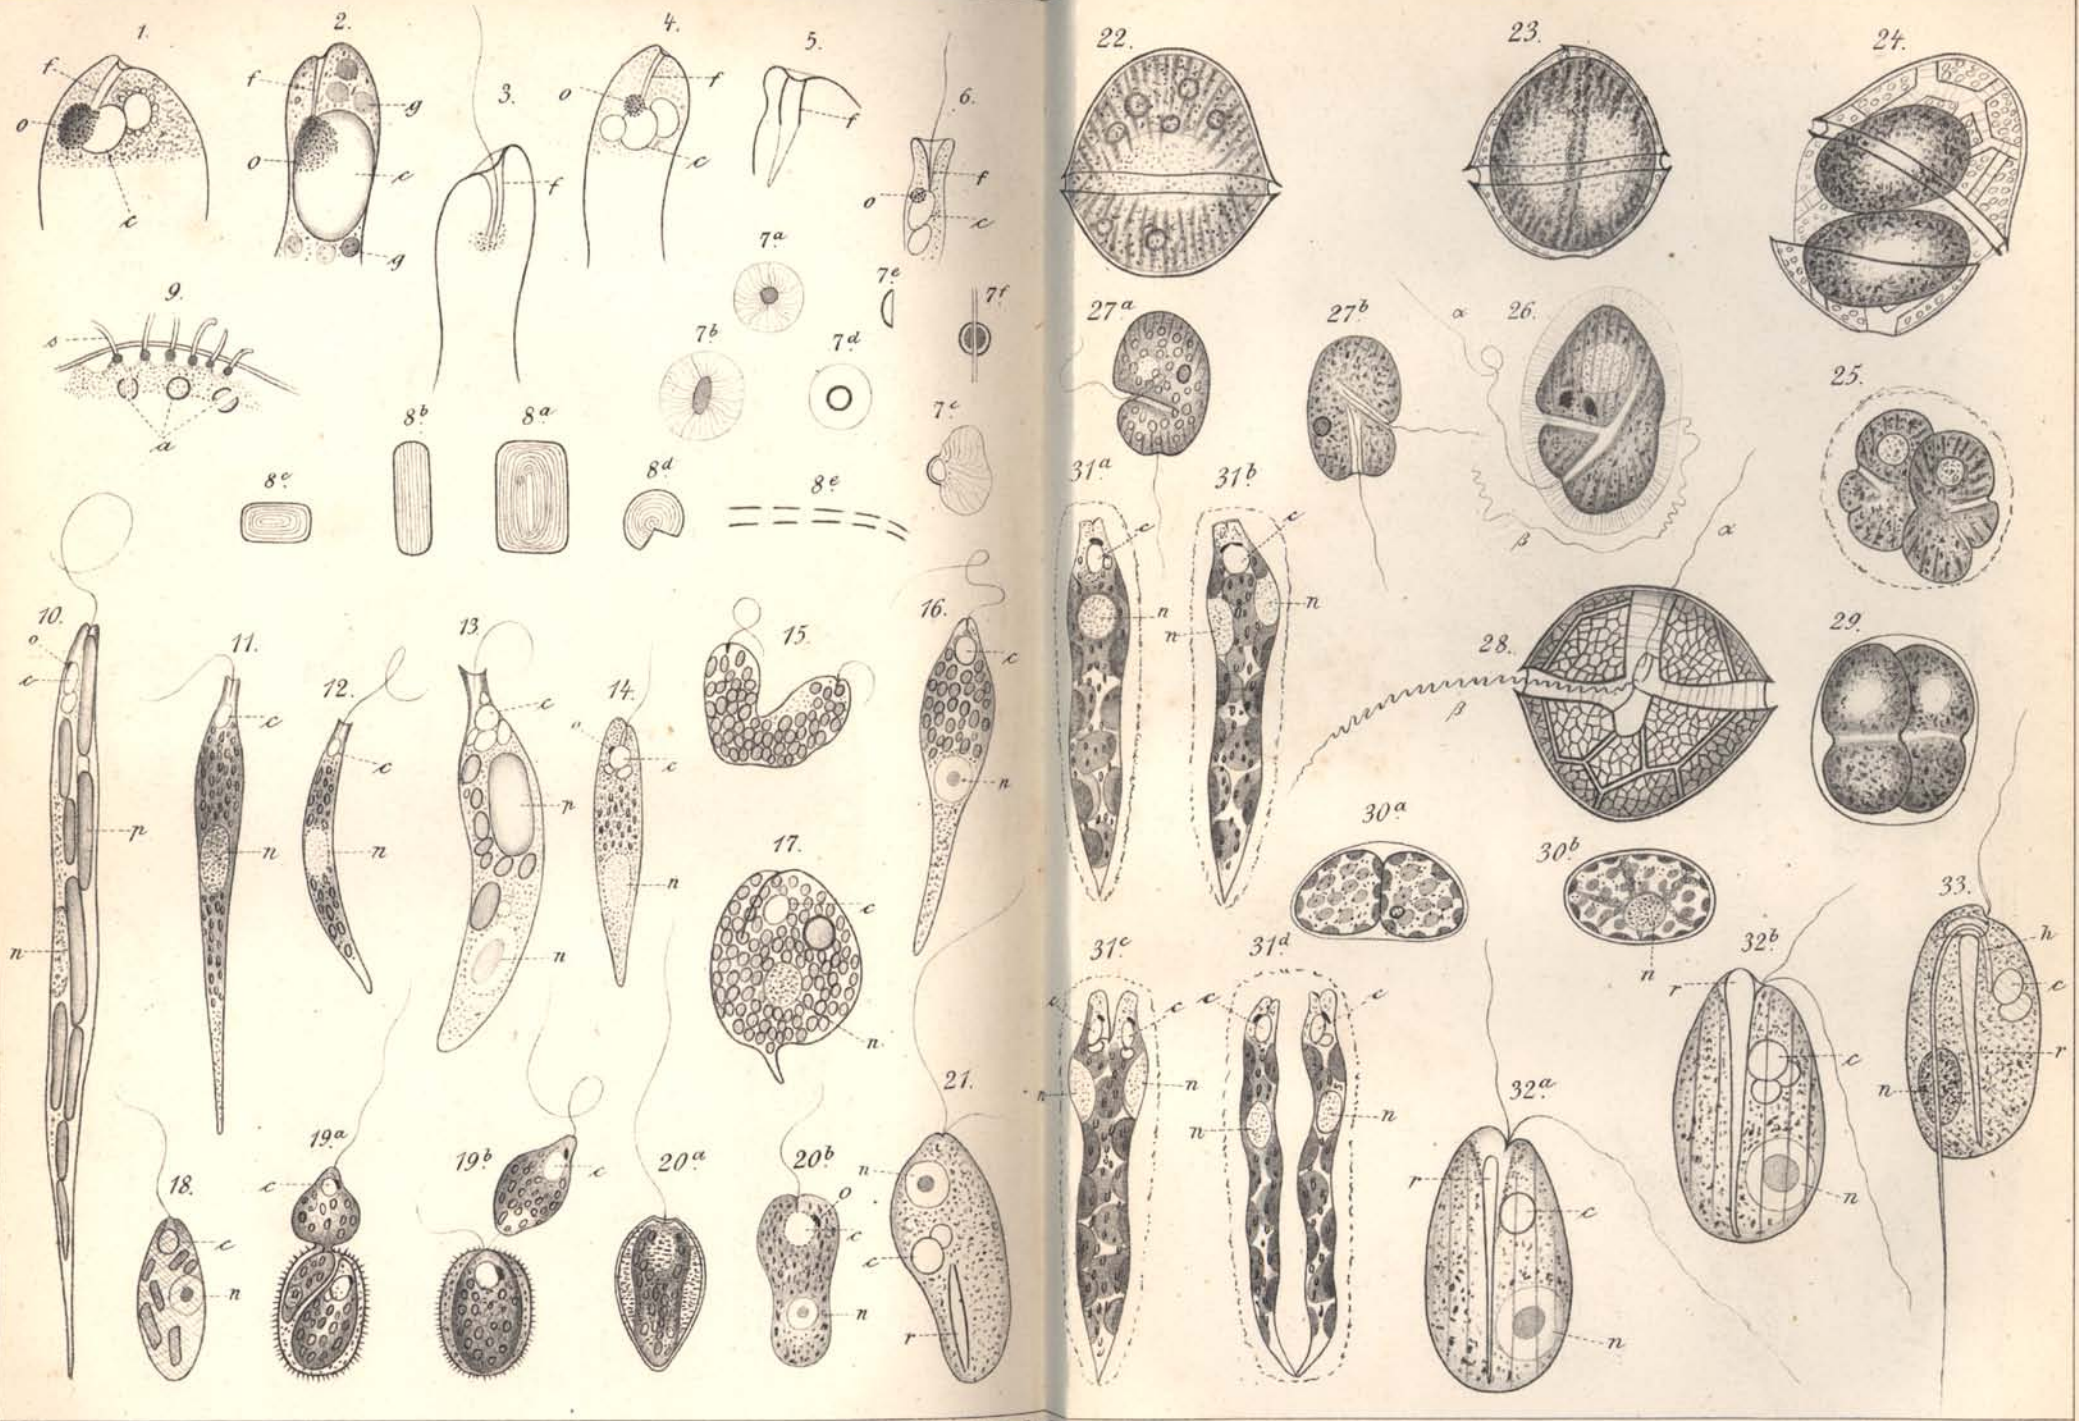 1.
f
o
c
2.
f
g
o
c
g
3.
f
4.
o
f
c
5.
f
6.
f
o
c
7a
7b
7c
7d
7e
7f
9.
s
a
8a
8b
8c
8d
8e
10.
o
c
p
n
11.
c
n
12.
c
n
13.
c
p
n
14.
o
c
n
15.
16.
c
n
17.
c
n
18.
c
n
19a
c
19b
c
20a
20b
o
c
n
21.
n
c
r
22.
23.
24.
27a
27b
α
26.
β
25.
31a
c
n
31b
c
n
n
α
28.
β
29.
30a
30b
n
31c
c
c
n
n
31d
c
c
n
n
32a
r
c
n
32b
r
c
n
33.
h
c
r
n